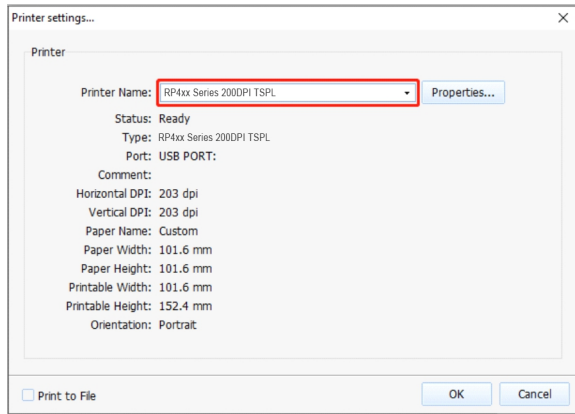 Printer settings...
Printer
Printer Name: RP4xx Series 200DPI TSPL Properties...
Status: Ready
Type: RP4xx Series 200DPI TSPL
Port: USB PORT:
Comment:
Horizontal DPI: 203 dpi
Vertical DPI: 203 dpi
Paper Name: Custom
Paper Width: 101.6 mm
Paper Height: 101.6 mm
Printable Width: 101.6 mm
Printable Height: 152.4 mm
Orientation: Portrait
Print to File OK Cancel